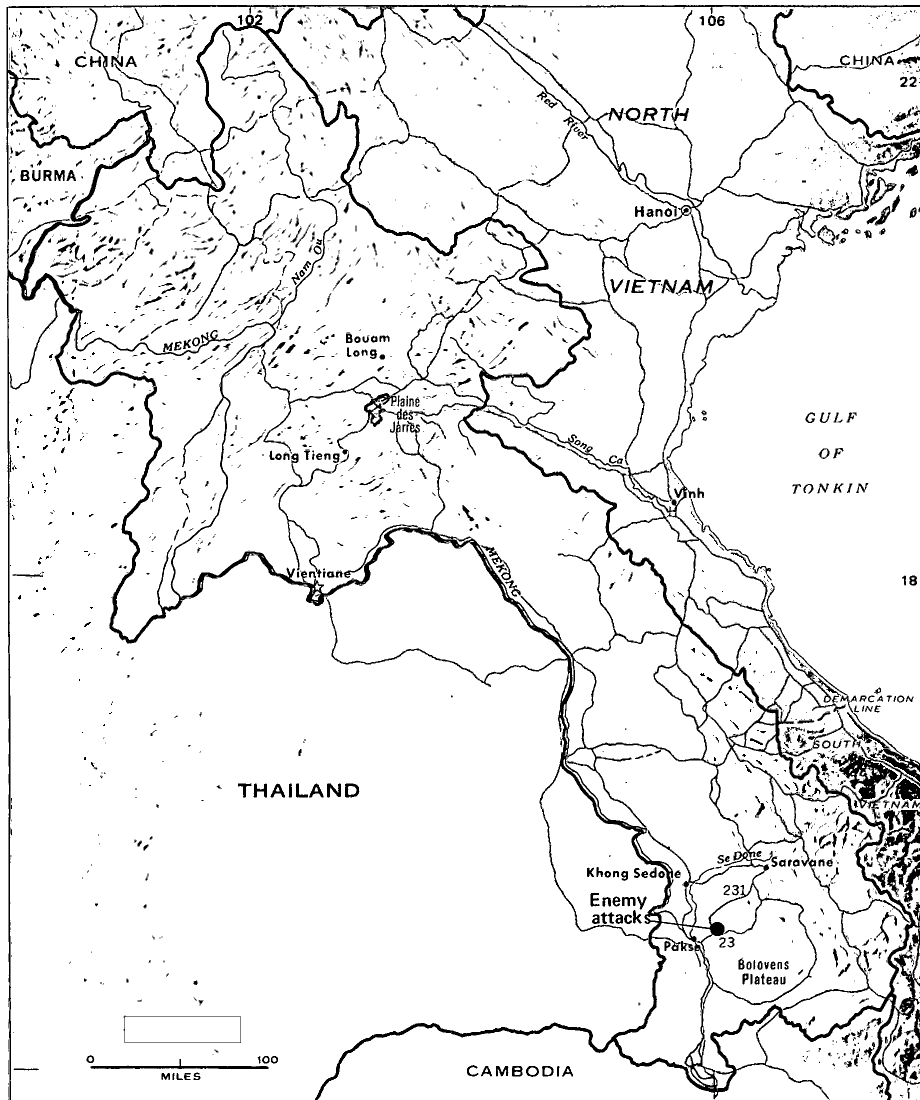 102
106
CHINA
CHINA
22
Red
River
NORTH
BURMA
Hanoi
Nam Ou
VIETNAM
MEKONG
Bouam
Long
Plaine
des
Jarres
GULF
OF
TONKIN
Song Ca
Long Tieng
Vinh
MEKONG
Vientiane
18
DEMARCATION
LINE
SOUTH
VIETNAM
THAILAND
Se Done
Saravane
Khong Sedone
231
Enemy
attacks
Pakse
23
Bolovens
Plateau
0 100
MILES
CAMBODIA